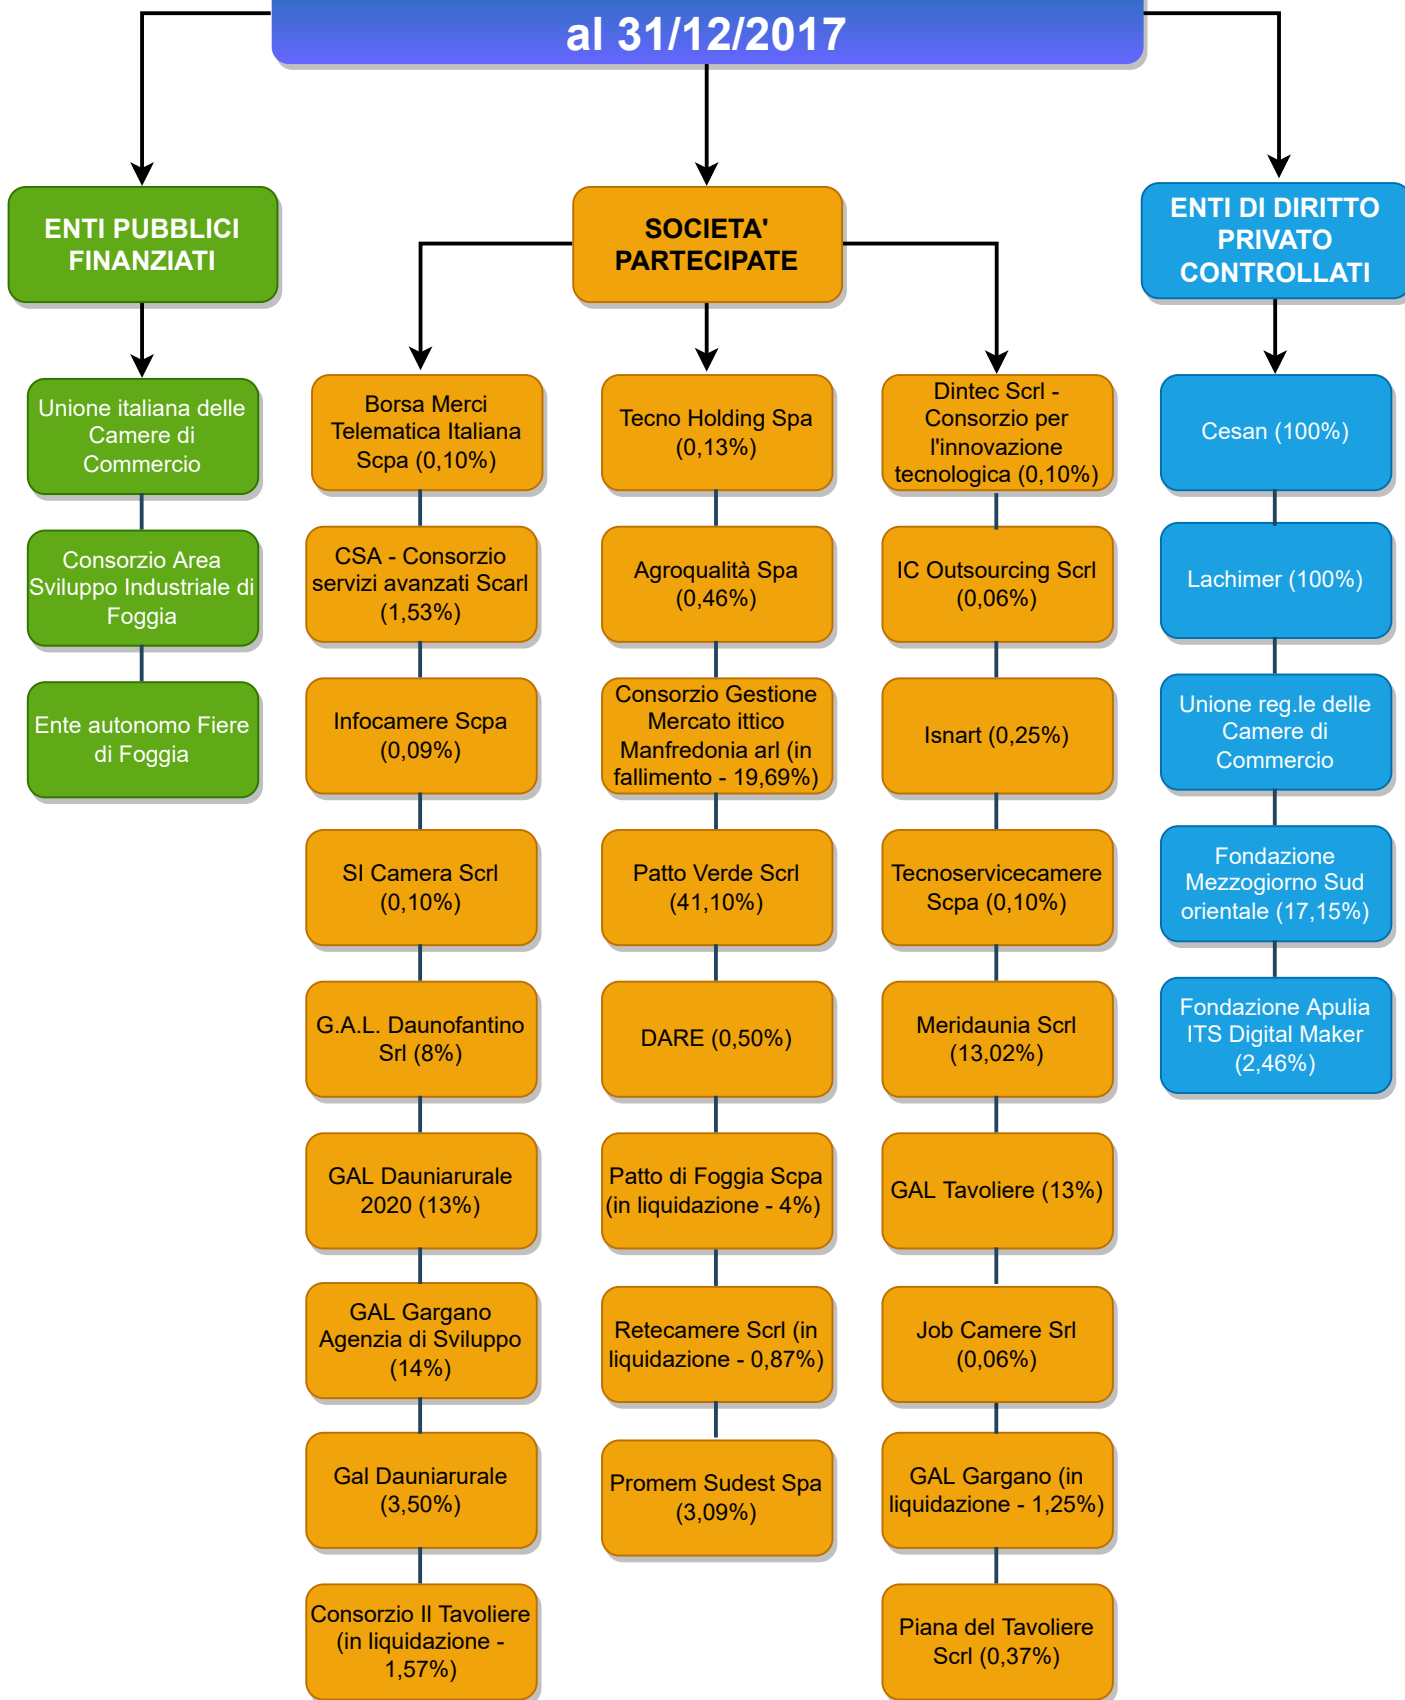 al 31/12/2017
ENTI PUBBLICI
FINANZIATI
Unione italiana delle
Camere di
Commercio
Consorzio Area
Sviluppo Industriale di
Foggia
Ente autonomo Fiere
di Foggia
SOCIETA'
PARTECIPATE
Borsa Merci
Telematica Italiana
Scpa (0,10%)
CSA - Consorzio
servizi avanzati Scarl
(1,53%)
Infocamere Scpa
(0,09%)
SI Camera Scrl
(0,10%)
G.A.L. Daunofantino
Srl (8%)
GAL Dauniarurale
2020 (13%)
GAL Gargano
Agenzia di Sviluppo
(14%)
Gal Dauniarurale
(3,50%)
Consorzio Il Tavoliere
(in liquidazione -
1,57%)
Tecno Holding Spa
(0,13%)
Agroqualità Spa
(0,46%)
Consorzio Gestione
Mercato ittico
Manfredonia arl (in
fallimento - 19,69%)
Patto Verde Scrl
(41,10%)
DARE (0,50%)
Patto di Foggia Scpa
(in liquidazione - 4%)
Retecamere Scrl (in
liquidazione - 0,87%)
Promem Sudest Spa
(3,09%)
Dintec Scrl -
Consorzio per
l'innovazione
tecnologica (0,10%)
IC Outsourcing Scrl
(0,06%)
Isnart (0,25%)
Tecnoservicecamere
Scpa (0,10%)
Meridaunia Scrl
(13,02%)
GAL Tavoliere (13%)
Job Camere Srl
(0,06%)
GAL Gargano (in
liquidazione - 1,25%)
Piana del Tavoliere
Scrl (0,37%)
ENTI DI DIRITTO
PRIVATO
CONTROLLATI
Cesan (100%)
Lachimer (100%)
Unione reg.le delle
Camere di
Commercio
Fondazione
Mezzogiorno Sud
orientale (17,15%)
Fondazione Apulia
ITS Digital Maker
(2,46%)